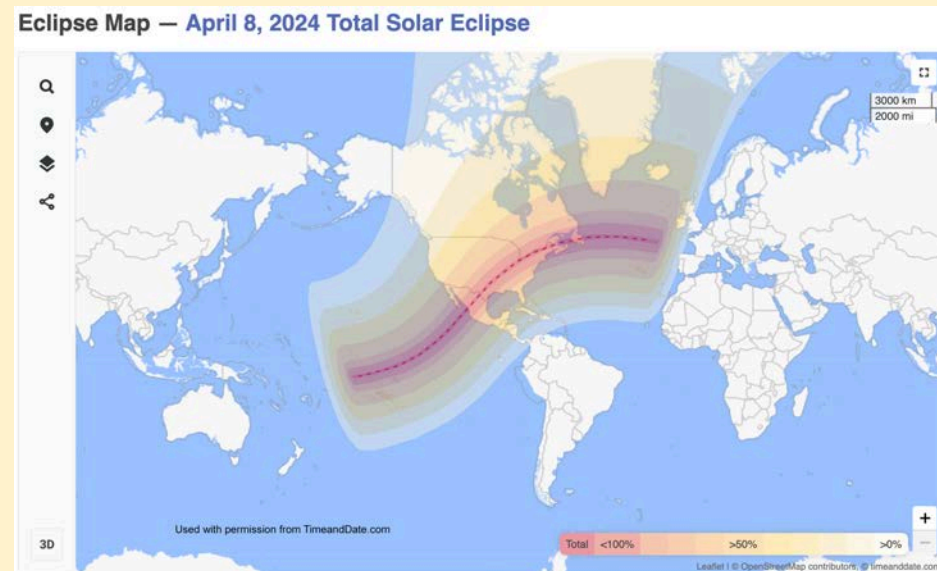 Eclipse Map — April 8, 2024 Total Solar Eclipse
3000 km
2000 mi
Used with permission from TimeandDate.com
3D
+
−
Total <100% >50% >0%
Leaflet | © OpenStreetMap contributors, © timeanddate.com